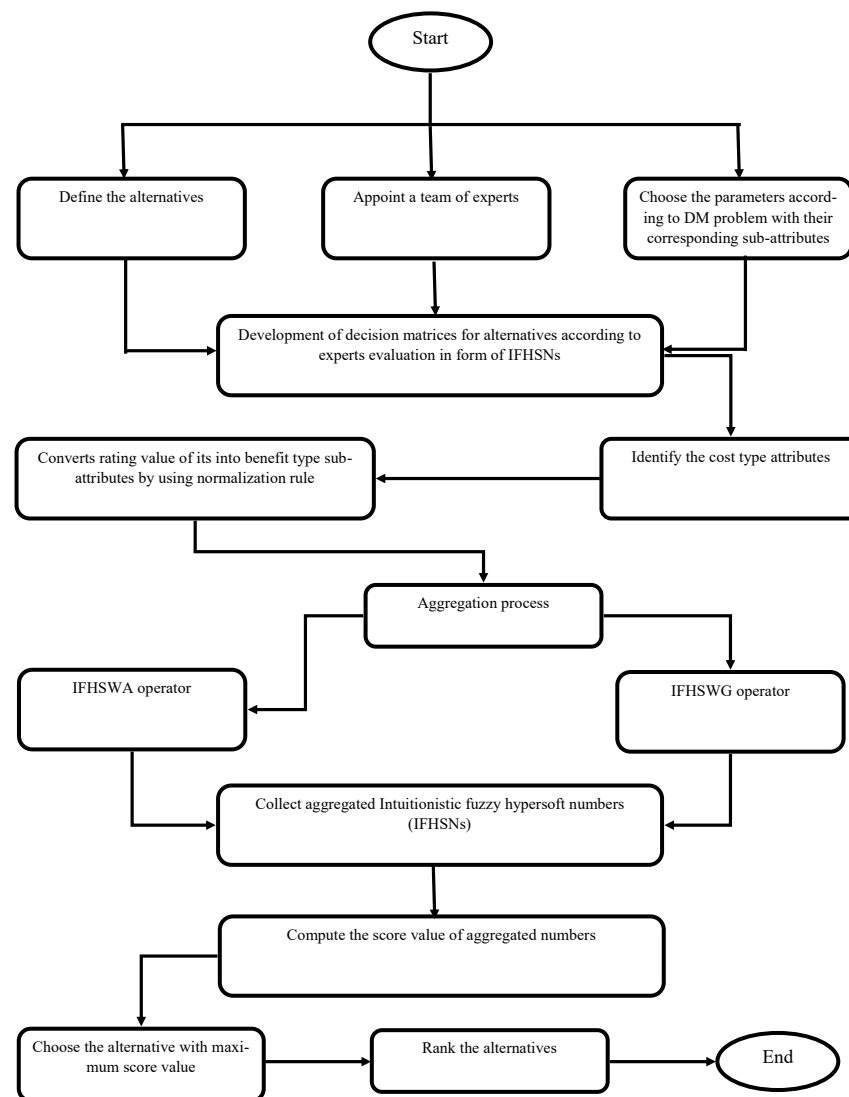 Start
Define the alternatives
Appoint a team of experts
Choose the parameters accord-
ing to DM problem with their
corresponding sub-attributes
Development of decision matrices for alternatives according to
experts evaluation in form of IFHSNs
Converts rating value of its into benefit type sub-
attributes by using normalization rule
Identify the cost type attributes
Aggregation process
IFHSWA operator
IFHSWG operator
Collect aggregated Intuitionistic fuzzy hypersoft numbers
(IFHSNs)
Compute the score value of aggregated numbers
Choose the alternative with maxi-
mum score value
Rank the alternatives
End